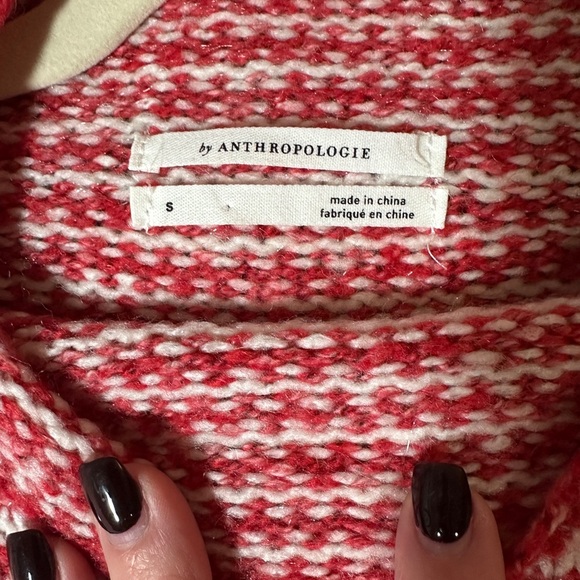 by ANTHROPOLOGIE
S
made in china
fabriqué en chine